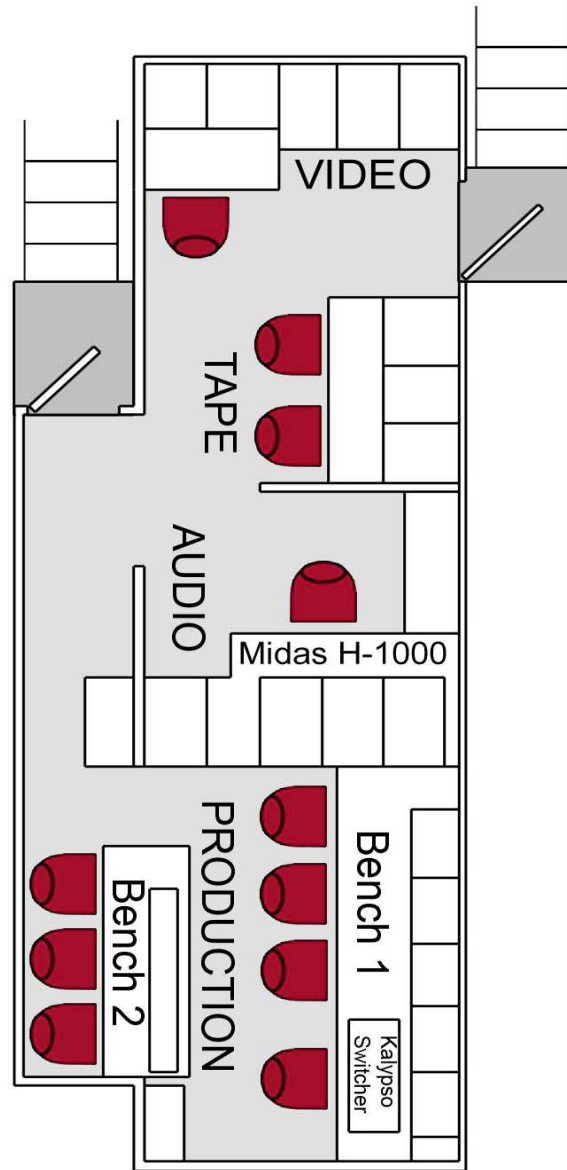 VIDEO
TAPE
AUDIO
Midas H-1000
PRODUCTION
Bench 1
Bench 2
Kalypso
Switcher